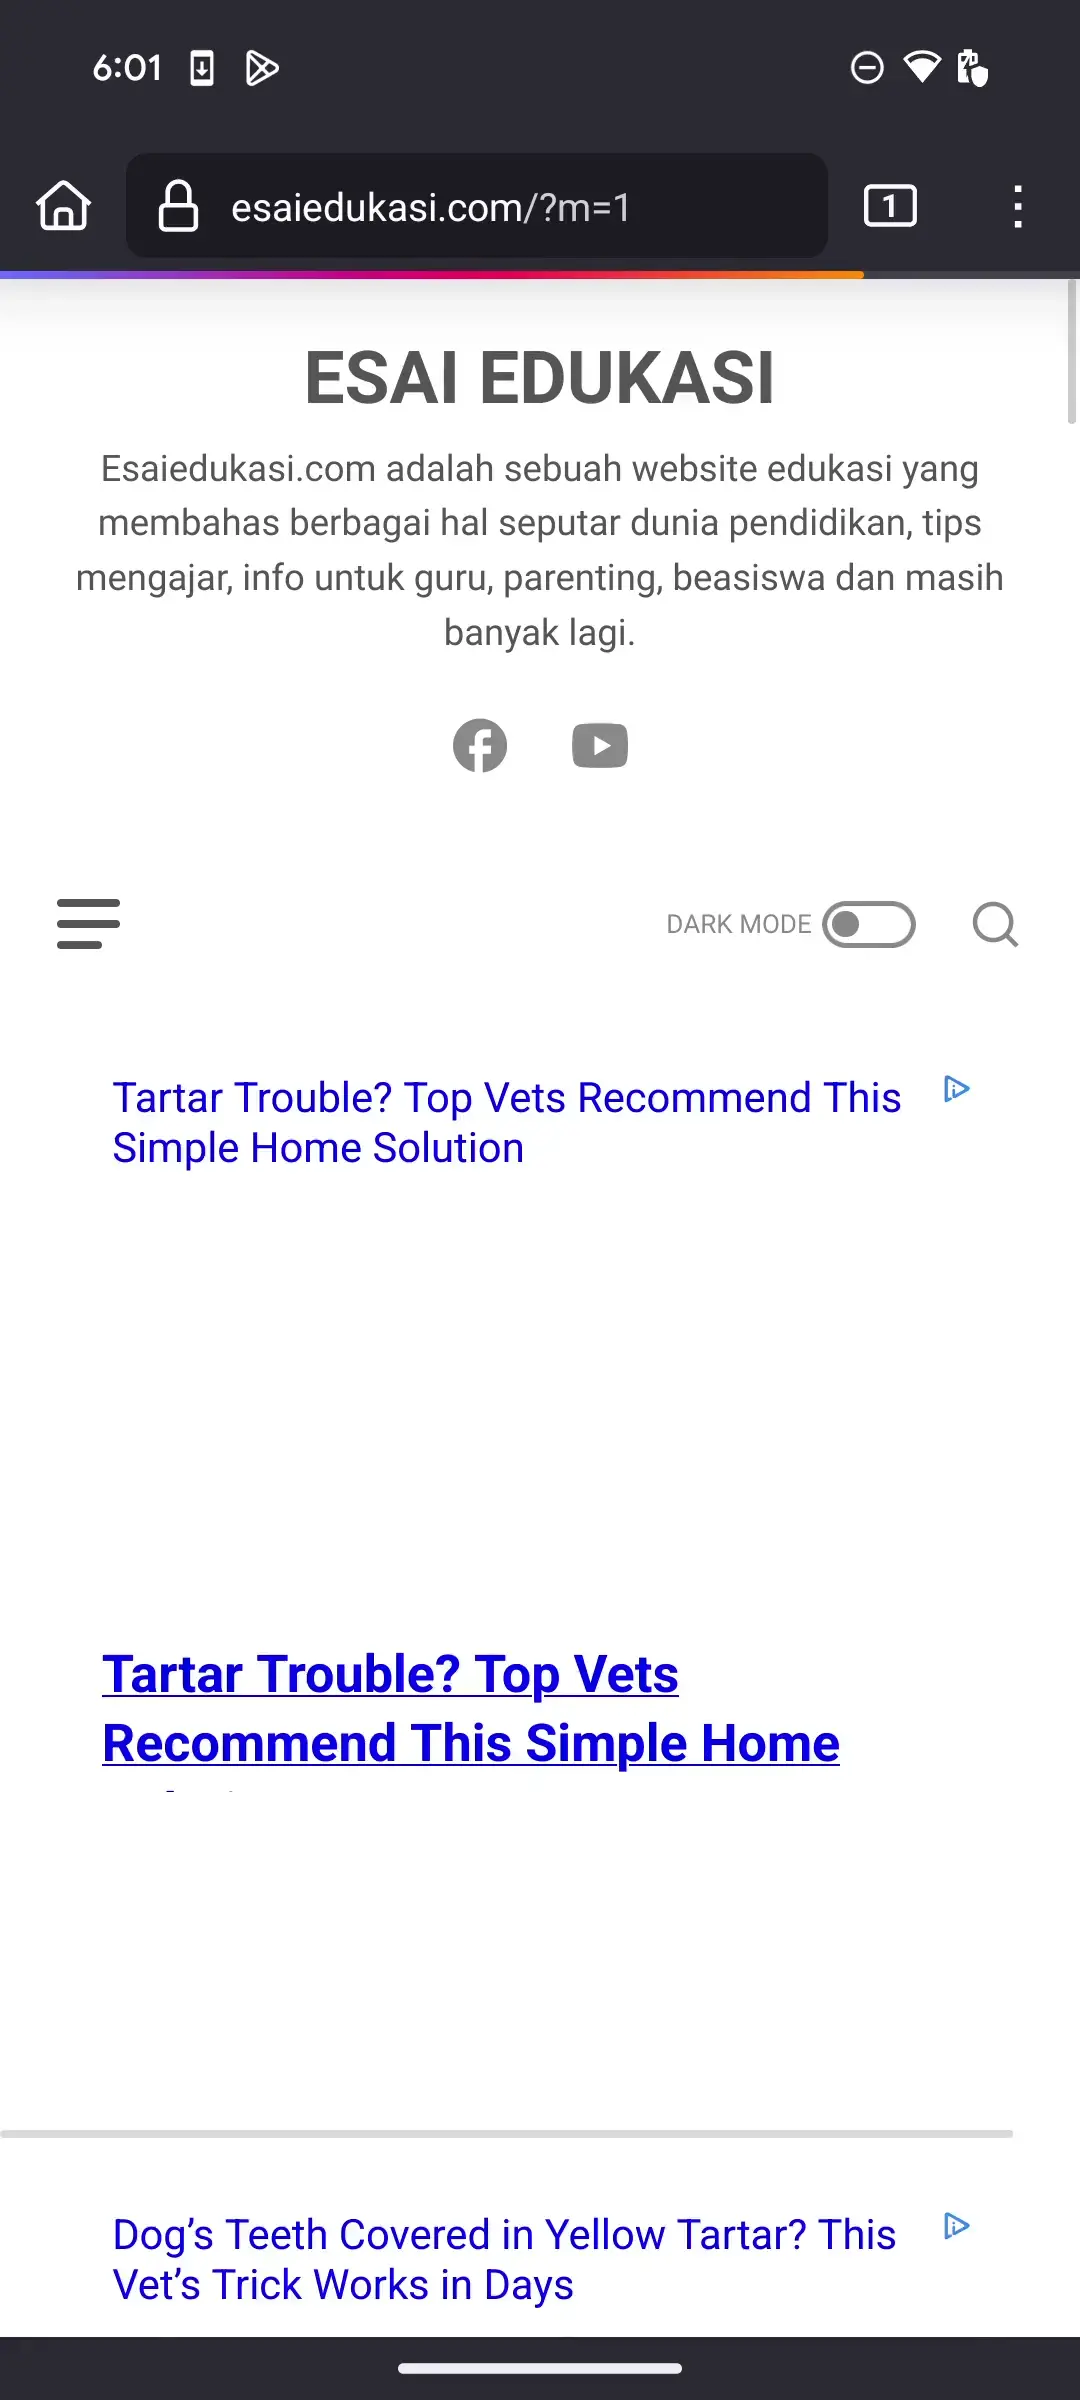 6:01
esaiedukasi.com/?m=1
1
ESAI EDUKASI
Esaiedukasi.com adalah sebuah website edukasi yang
membahas berbagai hal seputar dunia pendidikan, tips
mengajar, info untuk guru, parenting, beasiswa dan masih
banyak lagi.
DARK MODE
Tartar Trouble? Top Vets Recommend This
Simple Home Solution
Tartar Trouble? Top Vets
Recommend This Simple Home
Dog’s Teeth Covered in Yellow Tartar? This
Vet’s Trick Works in Days